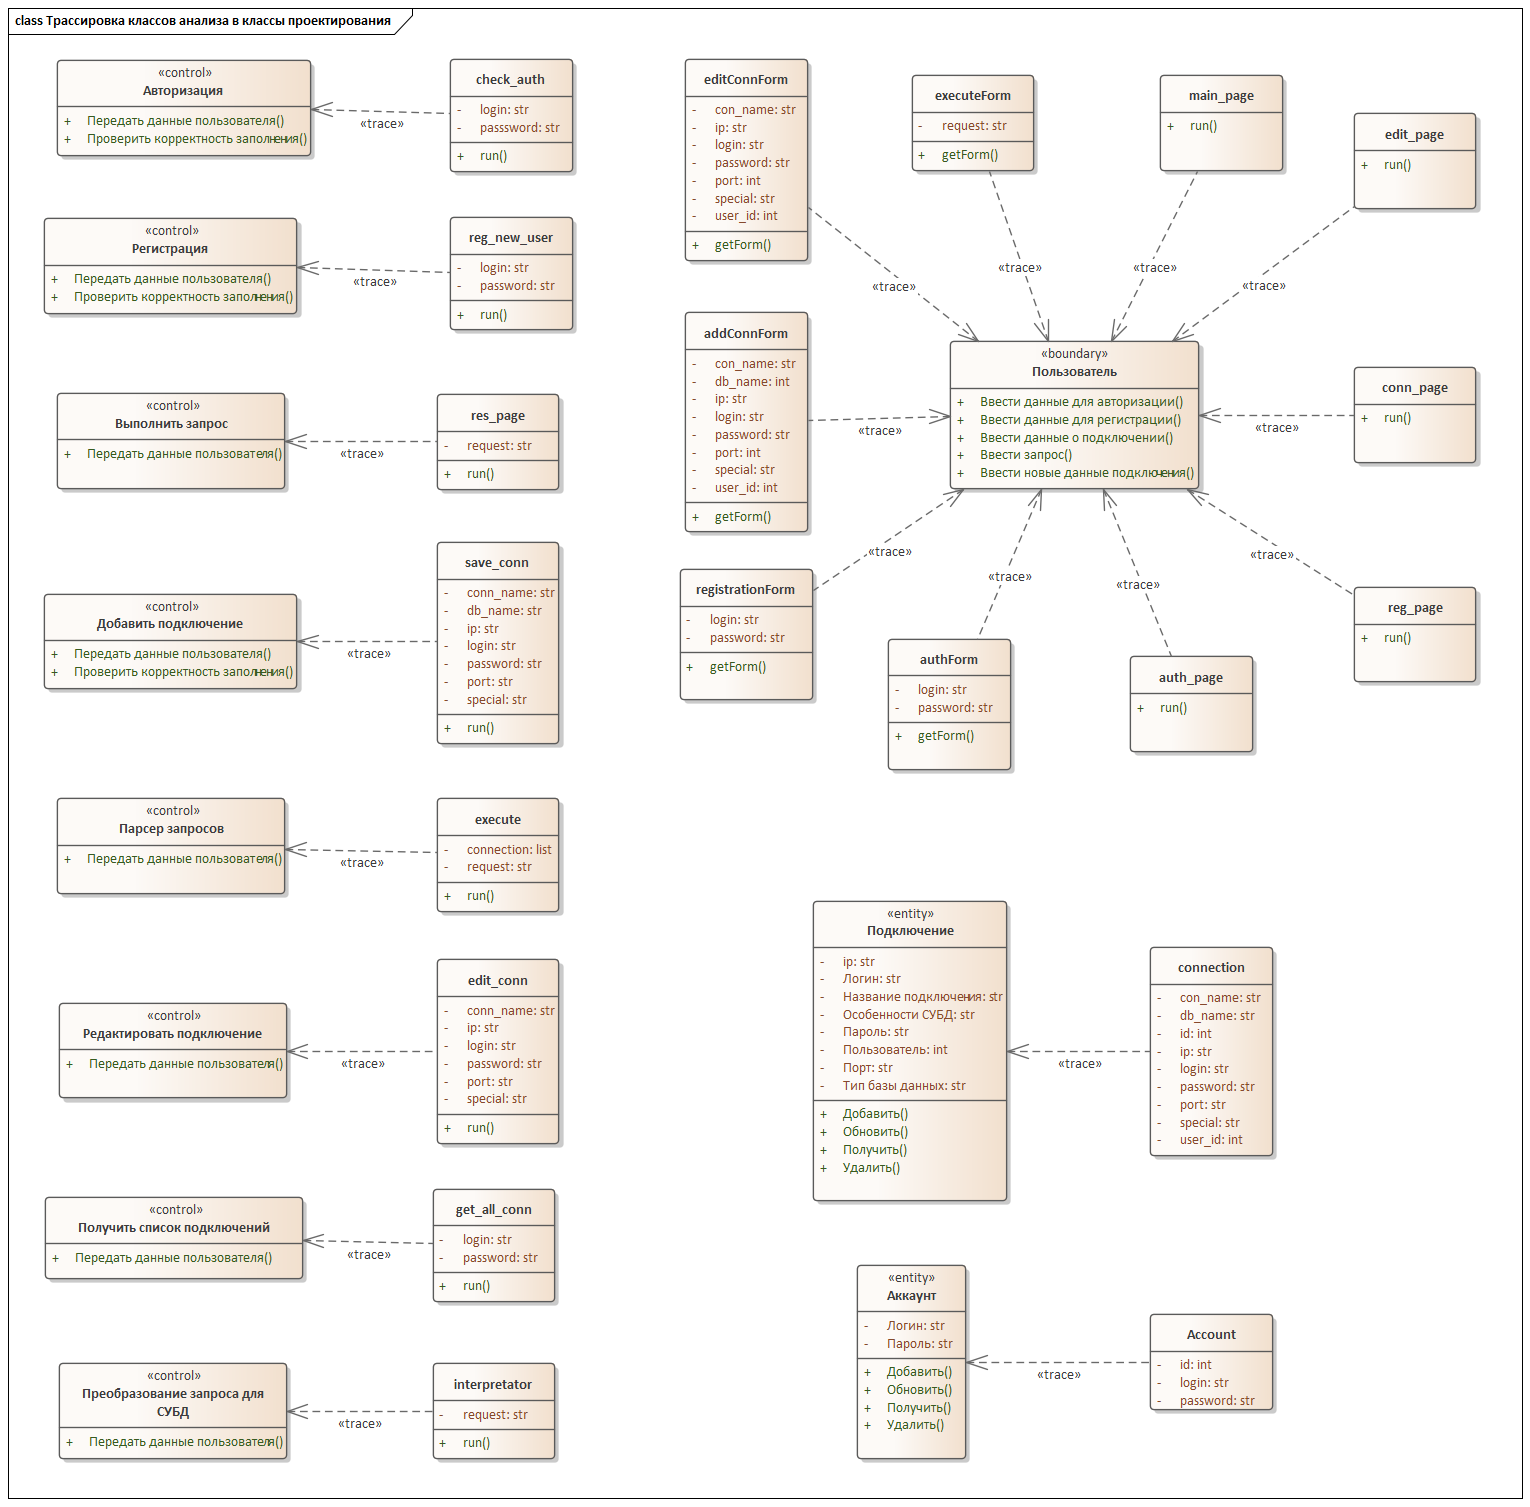 class Трассировка классов анализа в классы проектирования
«control»
Авторизация
+ Передать данные пользователя()
+ Проверить корректность заполнения()
«trace»
check_auth
- login: str
- passsword: str
+ run()
«control»
Регистрация
+ Передать данные пользователя()
+ Проверить корректность заполнения()
«trace»
reg_new_user
- login: str
- password: str
+ run()
«control»
Выполнить запрос
+ Передать данные пользователя()
«trace»
res_page
- request: str
+ run()
«control»
Добавить подключение
+ Передать данные пользователя()
+ Проверить корректность заполнения()
«trace»
save_conn
- conn_name: str
- db_name: str
- ip: str
- login: str
- password: str
- port: str
- special: str
+ run()
«control»
Парсер запросов
+ Передать данные пользователя()
«trace»
execute
- connection: list
- request: str
+ run()
«control»
Редактировать подключение
+ Передать данные пользователя()
«trace»
edit_conn
- conn_name: str
- ip: str
- login: str
- password: str
- port: str
- special: str
+ run()
«control»
Получить список подключений
+ Передать данные пользователя()
«trace»
get_all_conn
- login: str
- password: str
+ run()
«control»
Преобразование запроса для
СУБД
+ Передать данные пользователя()
«trace»
interpretator
- request: str
+ run()
editConnForm
- con_name: str
- ip: str
- login: str
- password: str
- port: int
- special: str
- user_id: int
+ getForm()
«trace»
executeForm
- request: str
+ getForm()
«trace»
main_page
+ run()
«trace»
edit_page
+ run()
«trace»
addConnForm
- con_name: str
- db_name: int
- ip: str
- login: str
- password: str
- port: int
- special: str
- user_id: int
+ getForm()
«trace»
«boundary»
Пользователь
+ Ввести данные для авторизации()
+ Ввести данные для регистрации()
+ Ввести данные о подключении()
+ Ввести запрос()
+ Ввести новые данные подключения()
«trace»
conn_page
+ run()
registrationForm
- login: str
- password: str
+ getForm()
«trace»
authForm
- login: str
- password: str
+ getForm()
«trace»
auth_page
+ run()
«trace»
reg_page
+ run()
«trace»
«entity»
Подключение
- ip: str
- Логин: str
- Название подключения: str
- Особенности СУБД: str
- Пароль: str
- Пользователь: int
- Порт: str
- Тип базы данных: str
+ Добавить()
+ Обновить()
+ Получить()
+ Удалить()
«trace»
connection
- con_name: str
- db_name: str
- id: int
- ip: str
- login: str
- password: str
- port: str
- special: str
- user_id: int
«entity»
Аккаунт
- Логин: str
- Пароль: str
+ Добавить()
+ Обновить()
+ Получить()
+ Удалить()
«trace»
Account
- id: int
- login: str
- password: str